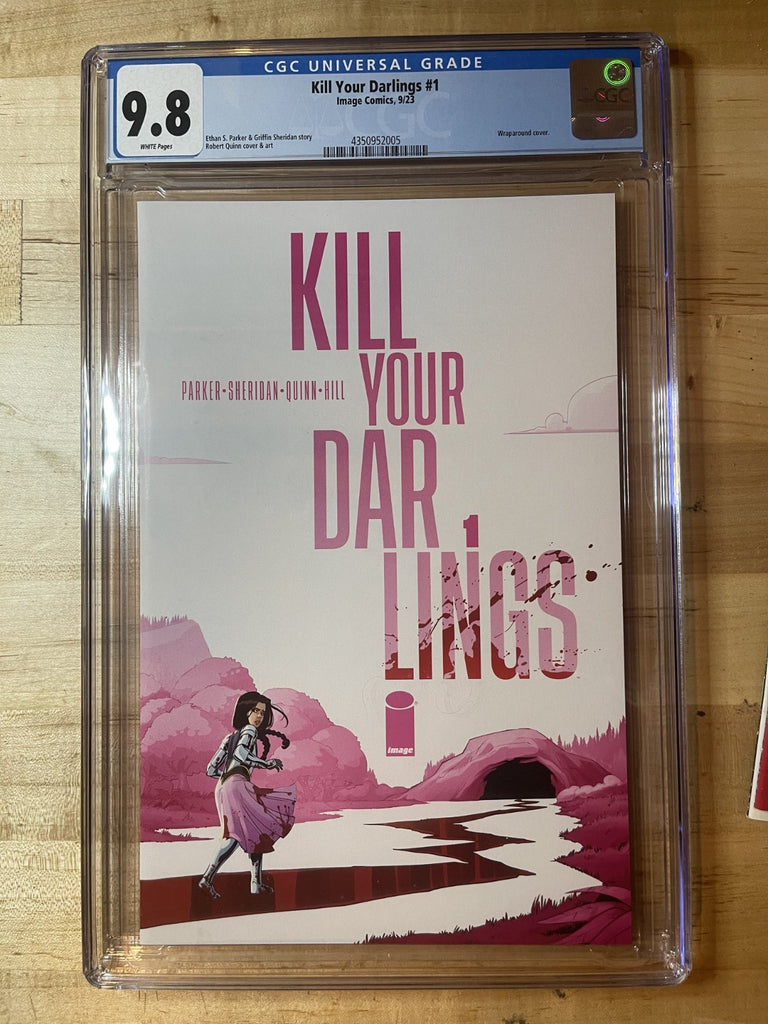 CGC UNIVERSAL GRADE
9.8
WHITE Pages
Kill Your Darlings #1
Image Comics, 9/23
Ethan S. Parker & Griffin Sheridan story
Robert Quinn cover & art
4350952005
Wraparound cover.
CGC
CGC
KILL
YOUR
PARKER•SHERIDAN•QUINN•HILL
DAR
1
LINGS
image